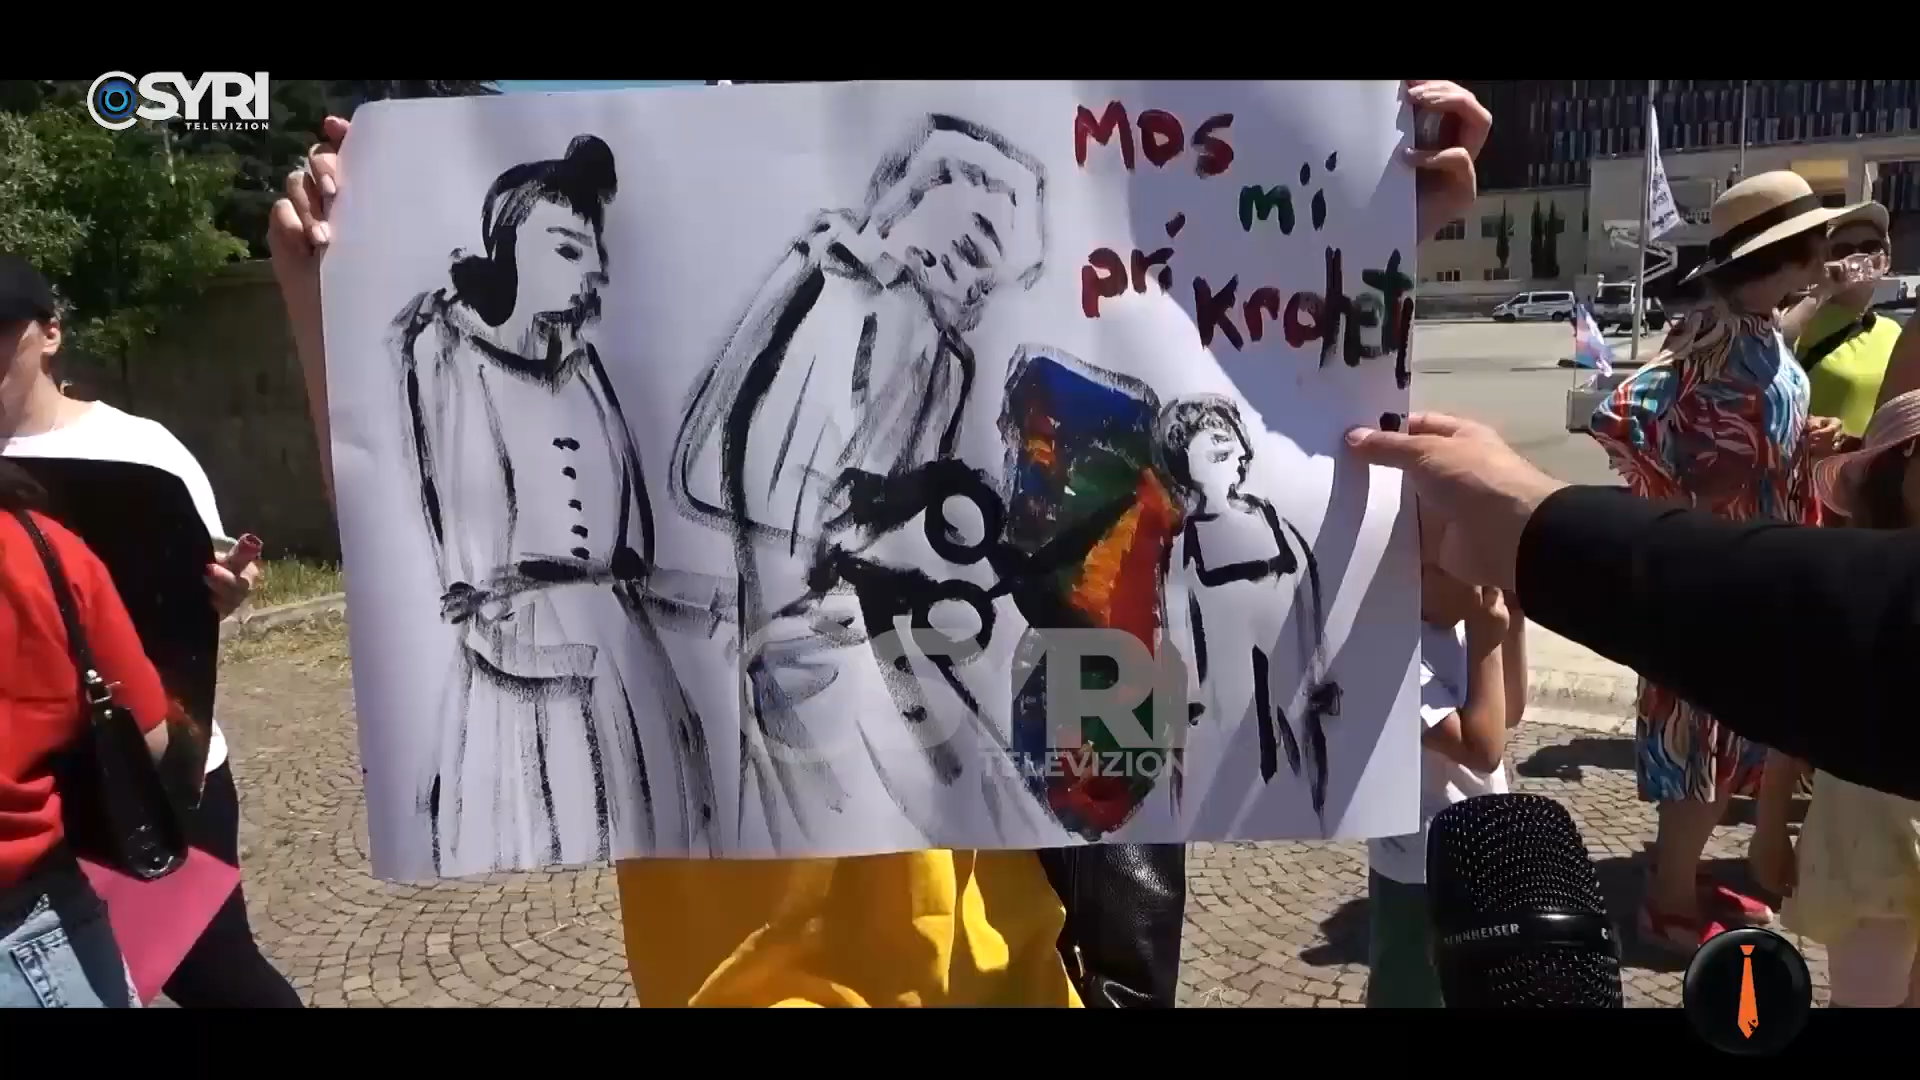 SYRI
TELEVIZION
MOS
mi
pri
Krahët
SYRI
TELEVIZION
SENNHEISER